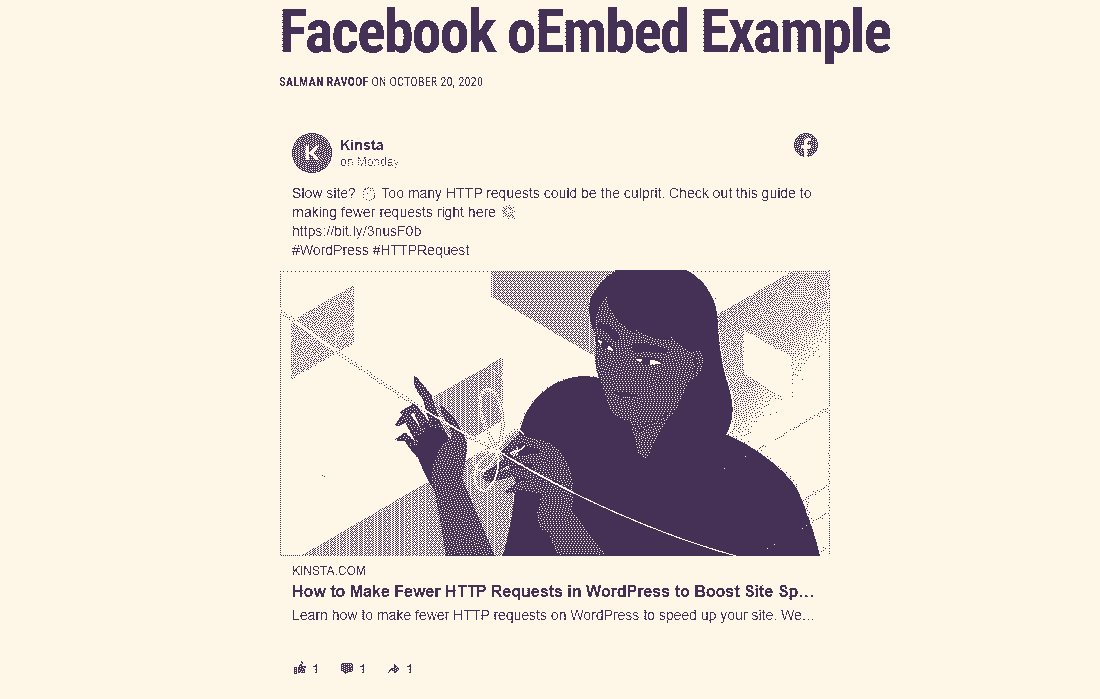 Facebook oEmbed Example
SALMAN RAVOOF ON OCTOBER 20, 2020
K
Kinsta
on Monday
Slow site? Too many HTTP requests could be the culprit. Check out this guide to
making fewer requests right here
https://bit.ly/3nusF0b
#WordPress #HTTPRequest
KINSTA.COM
How to Make Fewer HTTP Requests in WordPress to Boost Site Sp...
Learn how to make fewer HTTP requests on WordPress to speed up your site. We...
1 1 1